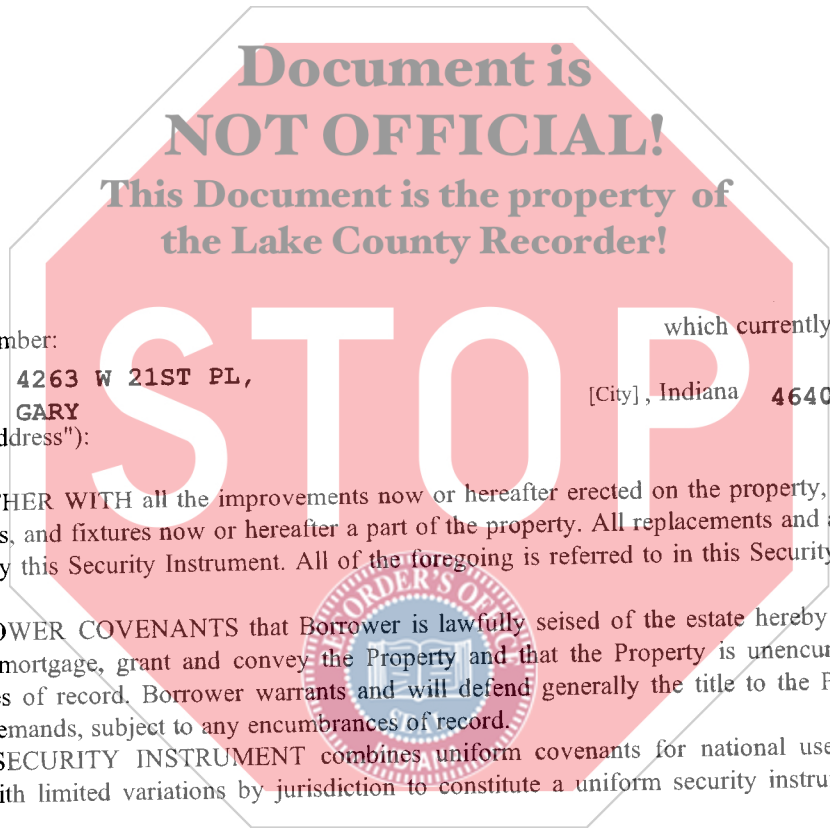 Document is
NOT OFFICIAL!
This Document is the property of
the Lake County Recorder!
STOP
which currently
mber:
4263 W 21ST PL,
[City] , Indiana 4640
GARY
ddress"):
HER WITH all the improvements now or hereafter erected on the property,
s, and fixtures now or hereafter a part of the property. All replacements and a
y this Security Instrument. All of the foregoing is referred to in this Security
OWER COVENANTS that Borrower is lawfully seised of the estate hereby
mortgage, grant and convey the Property and that the Property is unencu
s of record. Borrower warrants and will defend generally the title to the P
emands, subject to any encumbrances of record.
SECURITY INSTRUMENT combines uniform covenants for national use
ith limited variations by jurisdiction to constitute a uniform security instru
RECORDER'S OFFICE
SEAL
INDIANA